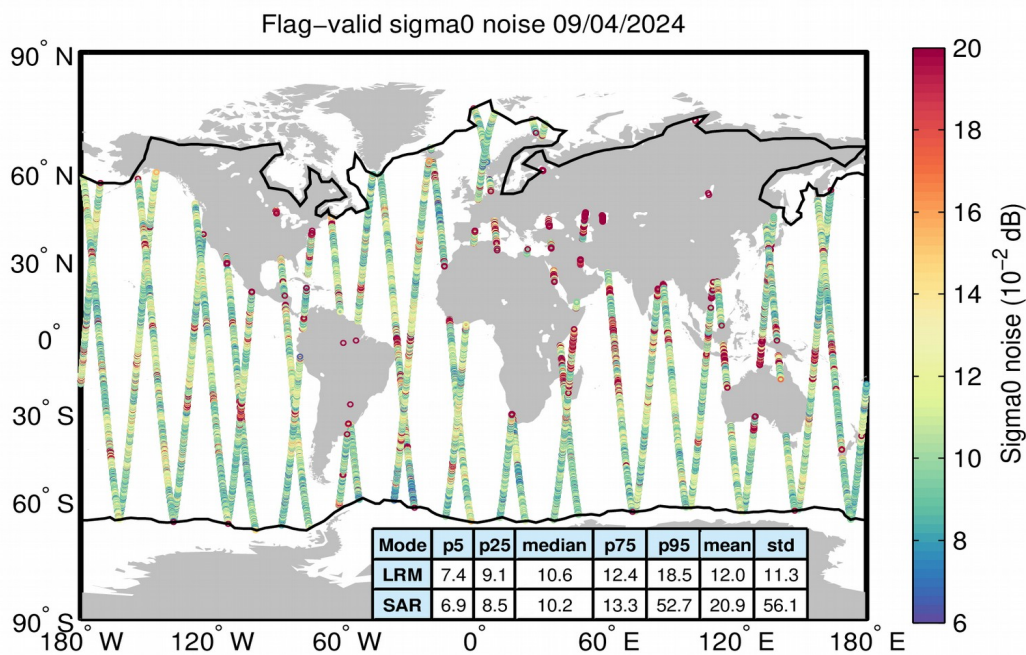 Flag−valid sigma0 noise 09/04/2024
90° N
60° N
30° N
0°
30° S
60° S
90° S
180° W 120° W 60° W 0° 60° E 120° E 180° E
Mode p5 p25 median p75 p95 mean std
LRM 7.4 9.1 10.6 12.4 18.5 12.0 11.3
SAR 6.9 8.5 10.2 13.3 52.7 20.9 56.1
20
18
16
14
12
10
8
6
Sigma0 noise (10⁻² dB)